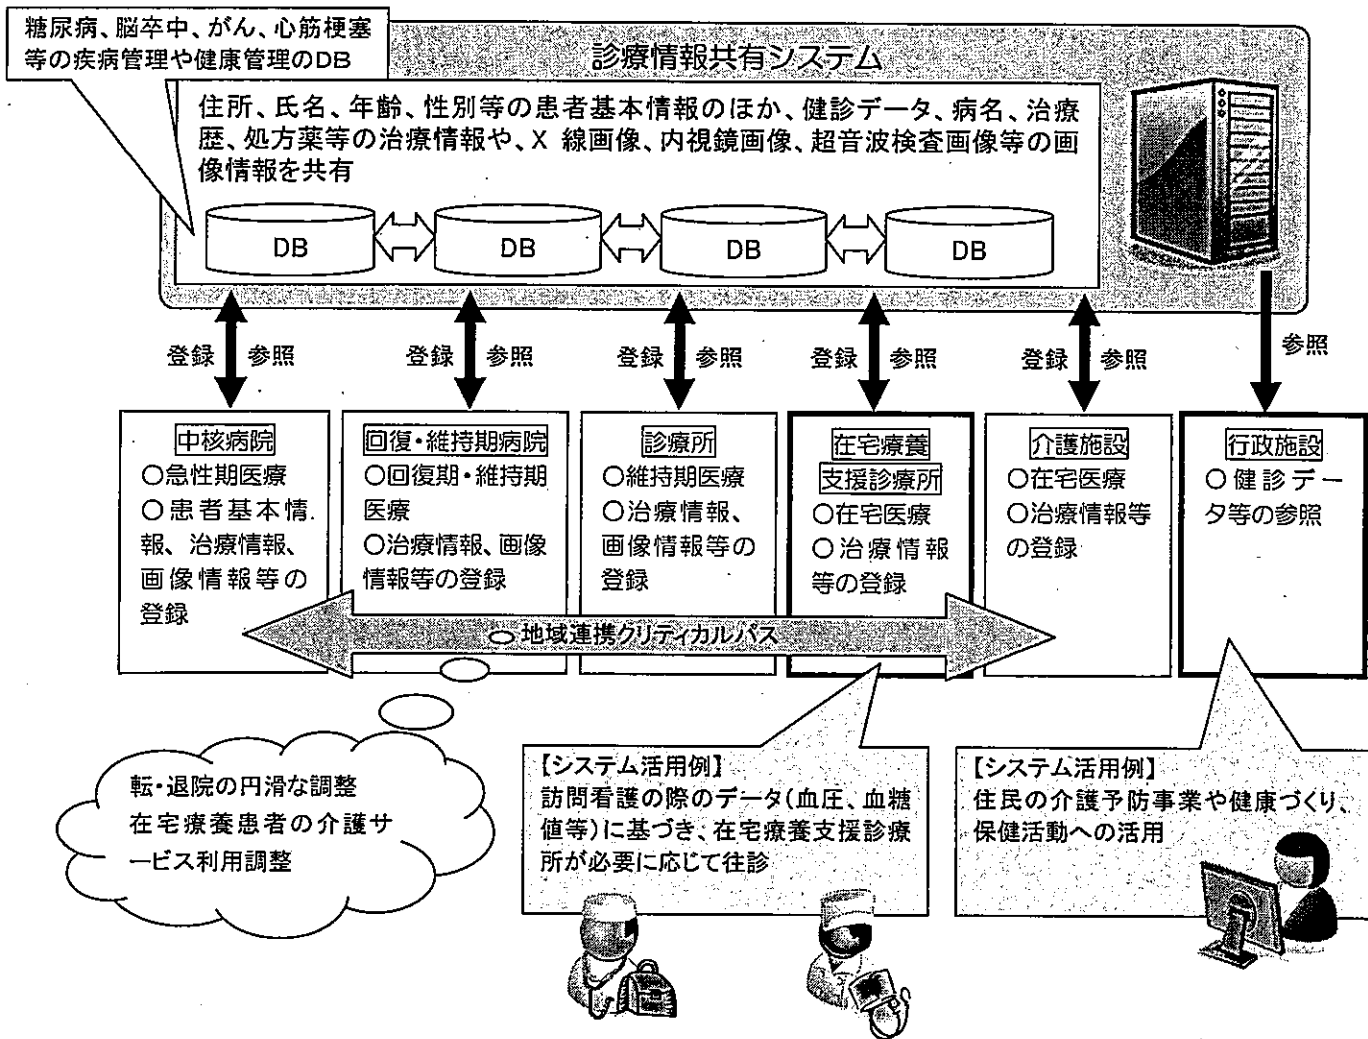 糖尿病、脳卒中、がん、心筋梗塞
等の疾病管理や健康管理のDB
診療情報共有システム
住所、氏名、年齢、性別等の患者基本情報のほか、健診データ、病名、治療
歴、処方薬等の治療情報や、X 線画像、内視鏡画像、超音波検査画像等の画
像情報を共有
DB
DB
DB
DB
登録 参照
登録 参照
登録 参照
登録 参照
登録 参照
参照
中核病院
○急性期医療
○患者基本情
報、治療情報、
画像情報等の
登録
回復・維持期病院
○回復期・維持期
医療
○治療情報、画像
情報等の登録
診療所
○維持期医療
○治療情報、
画像情報等の
登録
在宅療養
支援診療所
○在宅医療
○治療情報
等の登録
介護施設
○在宅医療
○治療情報等
の登録
行政施設
○健診デー
タ等の参照
地域連携クリティカルパス
転・退院の円滑な調整
在宅療養患者の介護サ
ービス利用調整
【システム活用例】
訪問看護の際のデータ(血圧、血糖
値等)に基づき、在宅療養支援診療
所が必要に応じて往診
【システム活用例】
住民の介護予防事業や健康づくり、
保健活動への活用